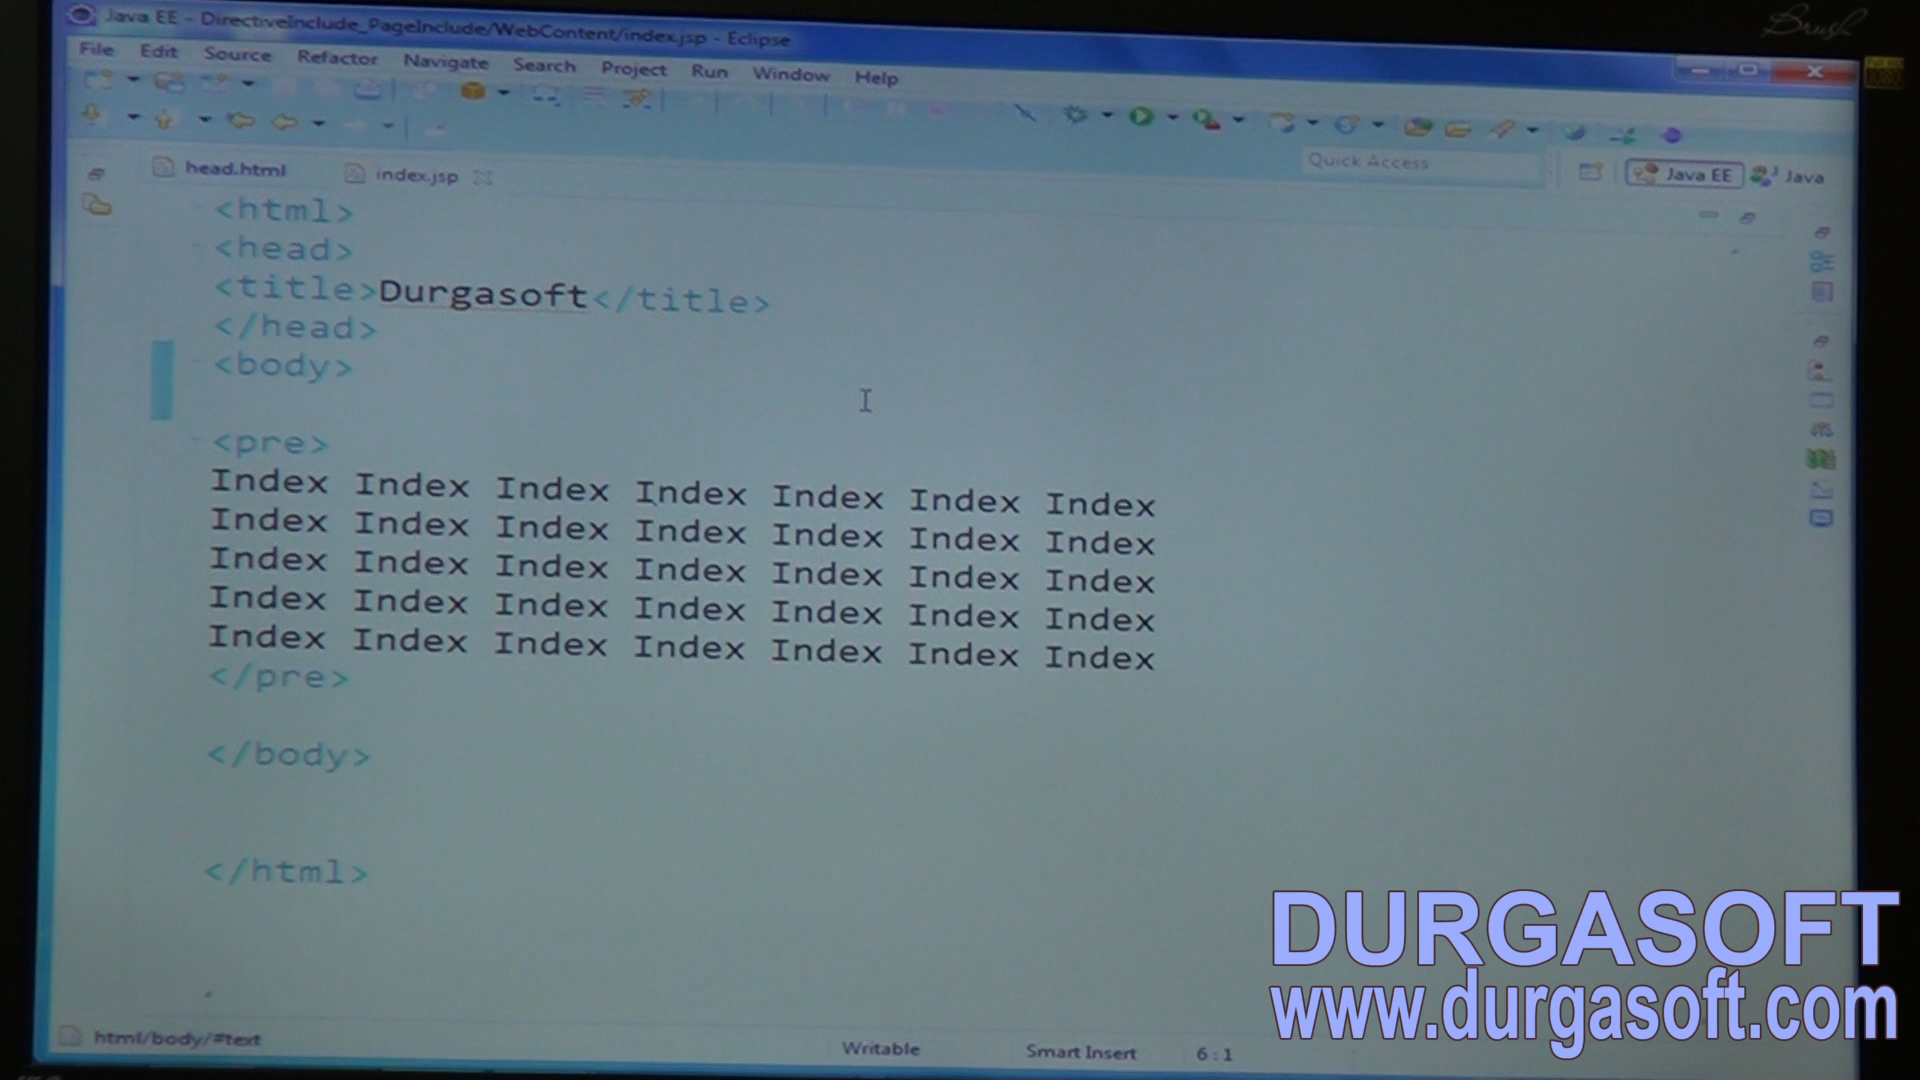 Brush
Java EE - DirectiveInclude_PageInclude/WebContent/index.jsp - Eclipse
File Edit Source Refactor Navigate Search Project Run Window Help
Quick Access
Java EE
Java
head.html
index.jsp
<html>
<head>
<title>Durgasoft</title>
</head>
<body>
<pre>
Index Index Index Index Index Index Index
Index Index Index Index Index Index Index
Index Index Index Index Index Index Index
Index Index Index Index Index Index Index
Index Index Index Index Index Index Index
</pre>
</body>
</html>
html/body/#text
Writable
Smart Insert
6 : 1
DURGASOFT
www.durgasoft.com